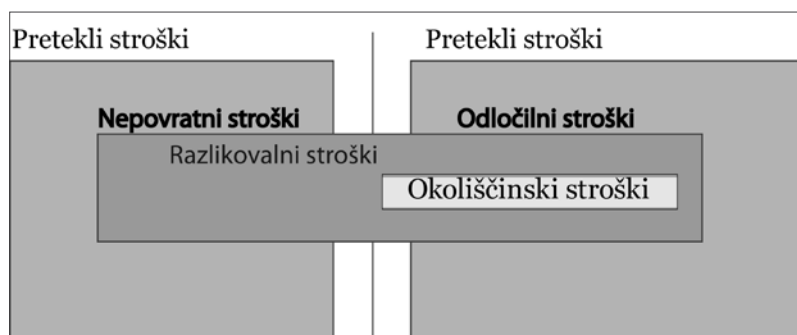 Pretekli stroški
Pretekli stroški
Nepovratni stroški
Odločilni stroški
Razlikovalni stroški
Okoliščinski stroški